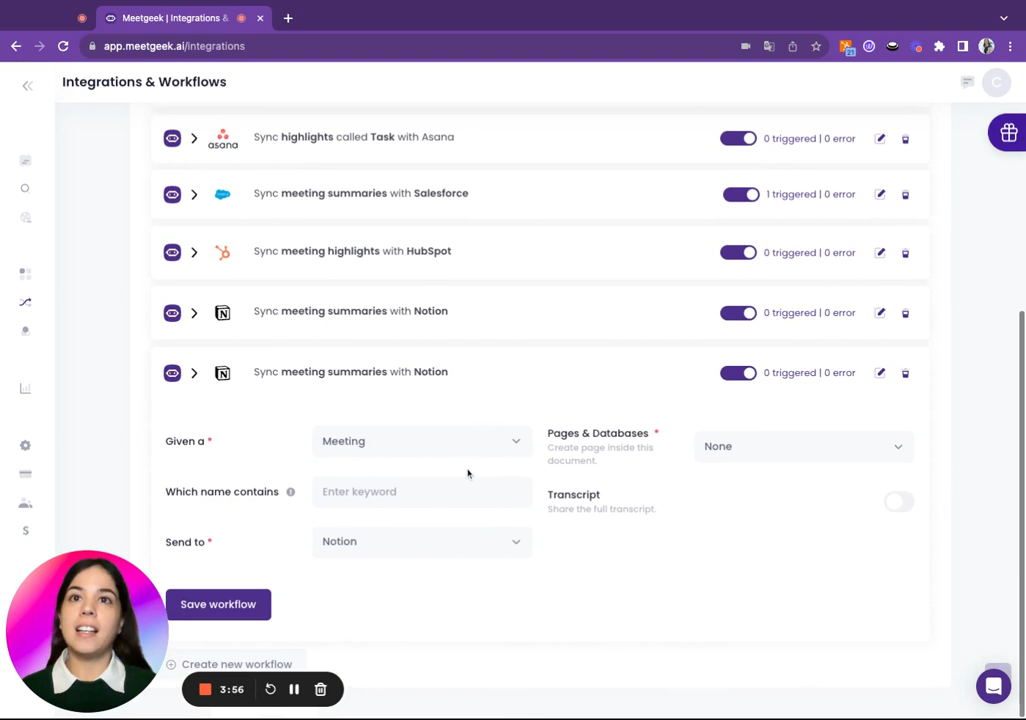 Meetgeek | Integrations &
app.meetgeek.ai/integrations
21
Integrations & Workflows
C
asana
Sync highlights called Task with Asana
0 triggered | 0 error
Sync meeting summaries with Salesforce
1 triggered | 0 error
Sync meeting highlights with HubSpot
0 triggered | 0 error
Sync meeting summaries with Notion
0 triggered | 0 error
Sync meeting summaries with Notion
0 triggered | 0 error
Given a *
Meeting
Pages & Databases *
Create page inside this
document.
None
Which name contains
Enter keyword
Transcript
Share the full transcript.
Send to *
Notion
Save workflow
Create new workflow
3:56